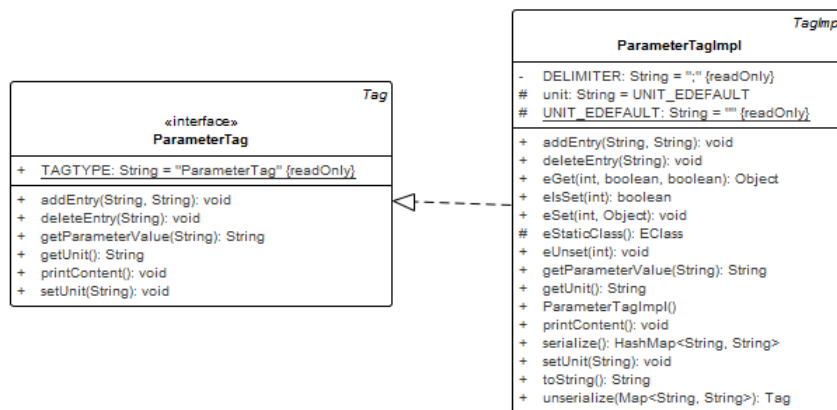 Tag
«interface»
ParameterTag
+ TAGTYPE: String = "ParameterTag" {readOnly}
+ addEntry(String, String): void
+ deleteEntry(String): void
+ getParameterValue(String): String
+ getUnit(): String
+ printContent(): void
+ setUnit(String): void
TagImpl
ParameterTagImpl
- DELIMITER: String = ";" {readOnly}
# unit: String = UNIT_EDEFAULT
# UNIT_EDEFAULT: String = "" {readOnly}
+ addEntry(String, String): void
+ deleteEntry(String): void
+ eGet(int, boolean, boolean): Object
+ eIsSet(int): boolean
+ eSet(int, Object): void
# eStaticClass(): EClass
+ eUnset(int): void
+ getParameterValue(String): String
+ getUnit(): String
+ ParameterTagImpl()
+ printContent(): void
+ serialize(): HashMap<String, String>
+ setUnit(String): void
+ toString(): String
+ unserialize(Map<String, String>): Tag